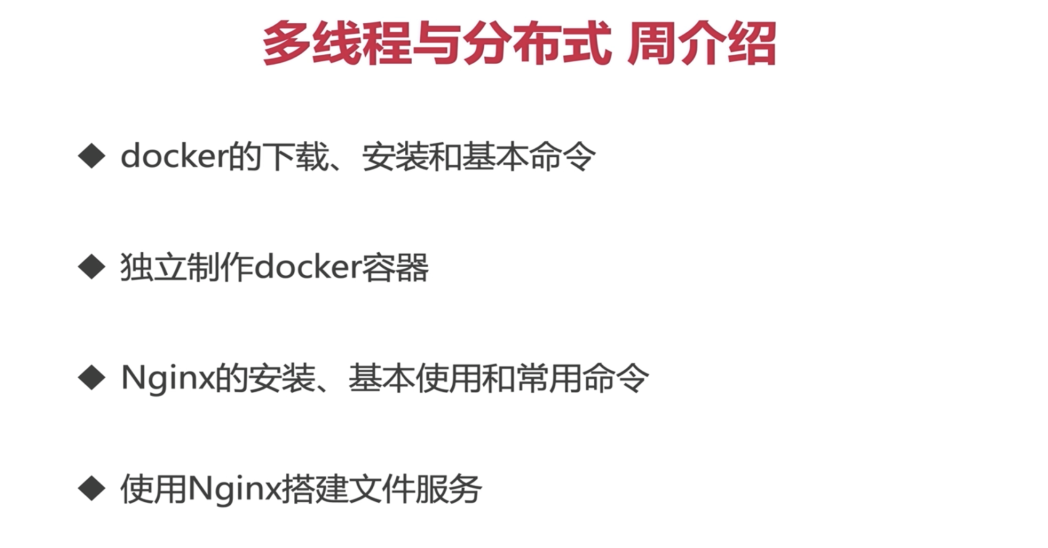 多线程与分布式 周介绍
◆ docker的下载、安装和基本命令
◆ 独立制作docker容器
◆ Nginx的安装、基本使用和常用命令
◆ 使用Nginx搭建文件服务